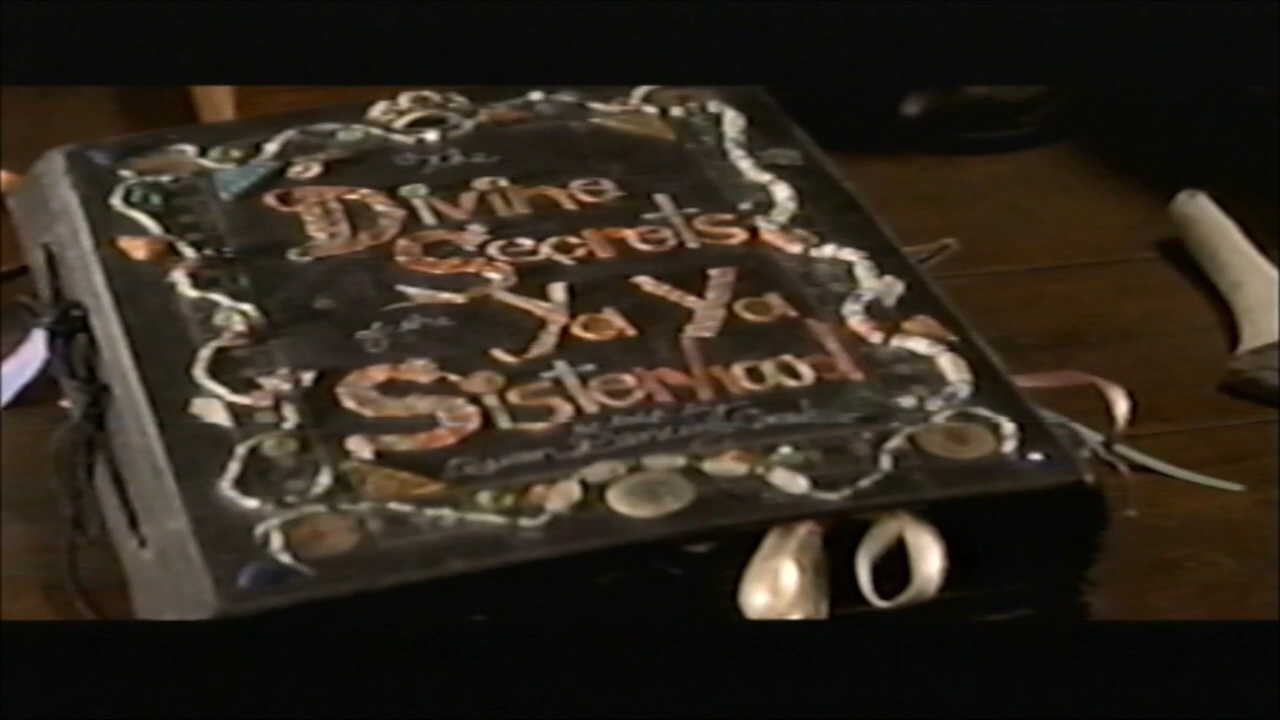 the
Divine
Secrets
of the
Ya Ya
Sisterhood